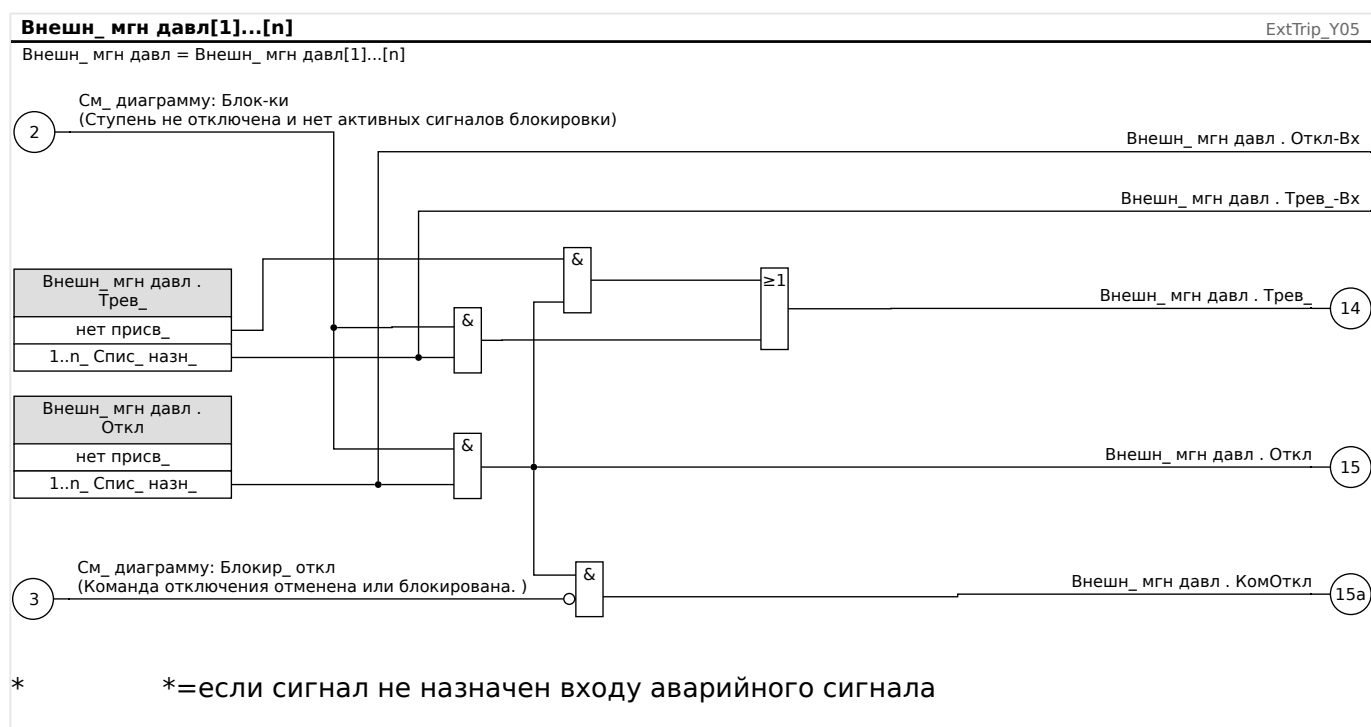 Внешн_ мгн давл[1]...[n]
ExtTrip_Y05
Внешн_ мгн давл = Внешн_ мгн давл[1]...[n]
См_ диаграмму: Блок-ки
(Ступень не отключена и нет активных сигналов блокировки)
2
Внешн_ мгн давл . Откл-Вх
Внешн_ мгн давл . Трев_-Вх
&
Внешн_ мгн давл .
Трев_
нет присв_
1..n_ Спис_ назн_
&
≥1
Внешн_ мгн давл . Трев_
14
Внешн_ мгн давл .
Откл
нет присв_
1..n_ Спис_ назн_
&
Внешн_ мгн давл . Откл
15
См_ диаграмму: Блокир_ откл
(Команда отключения отменена или блокирована. )
3
&
Внешн_ мгн давл . КомОткл
15a
* *=если сигнал не назначен входу аварийного сигнала